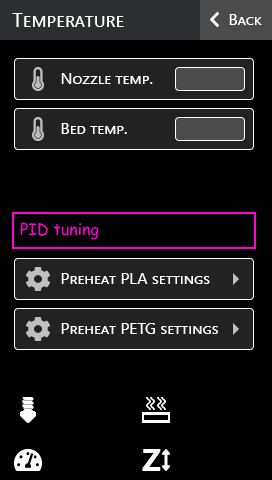 Temperature
Back
Nozzle temp.
Bed temp.
PID tuning
Preheat PLA settings
Preheat PETG settings
Z